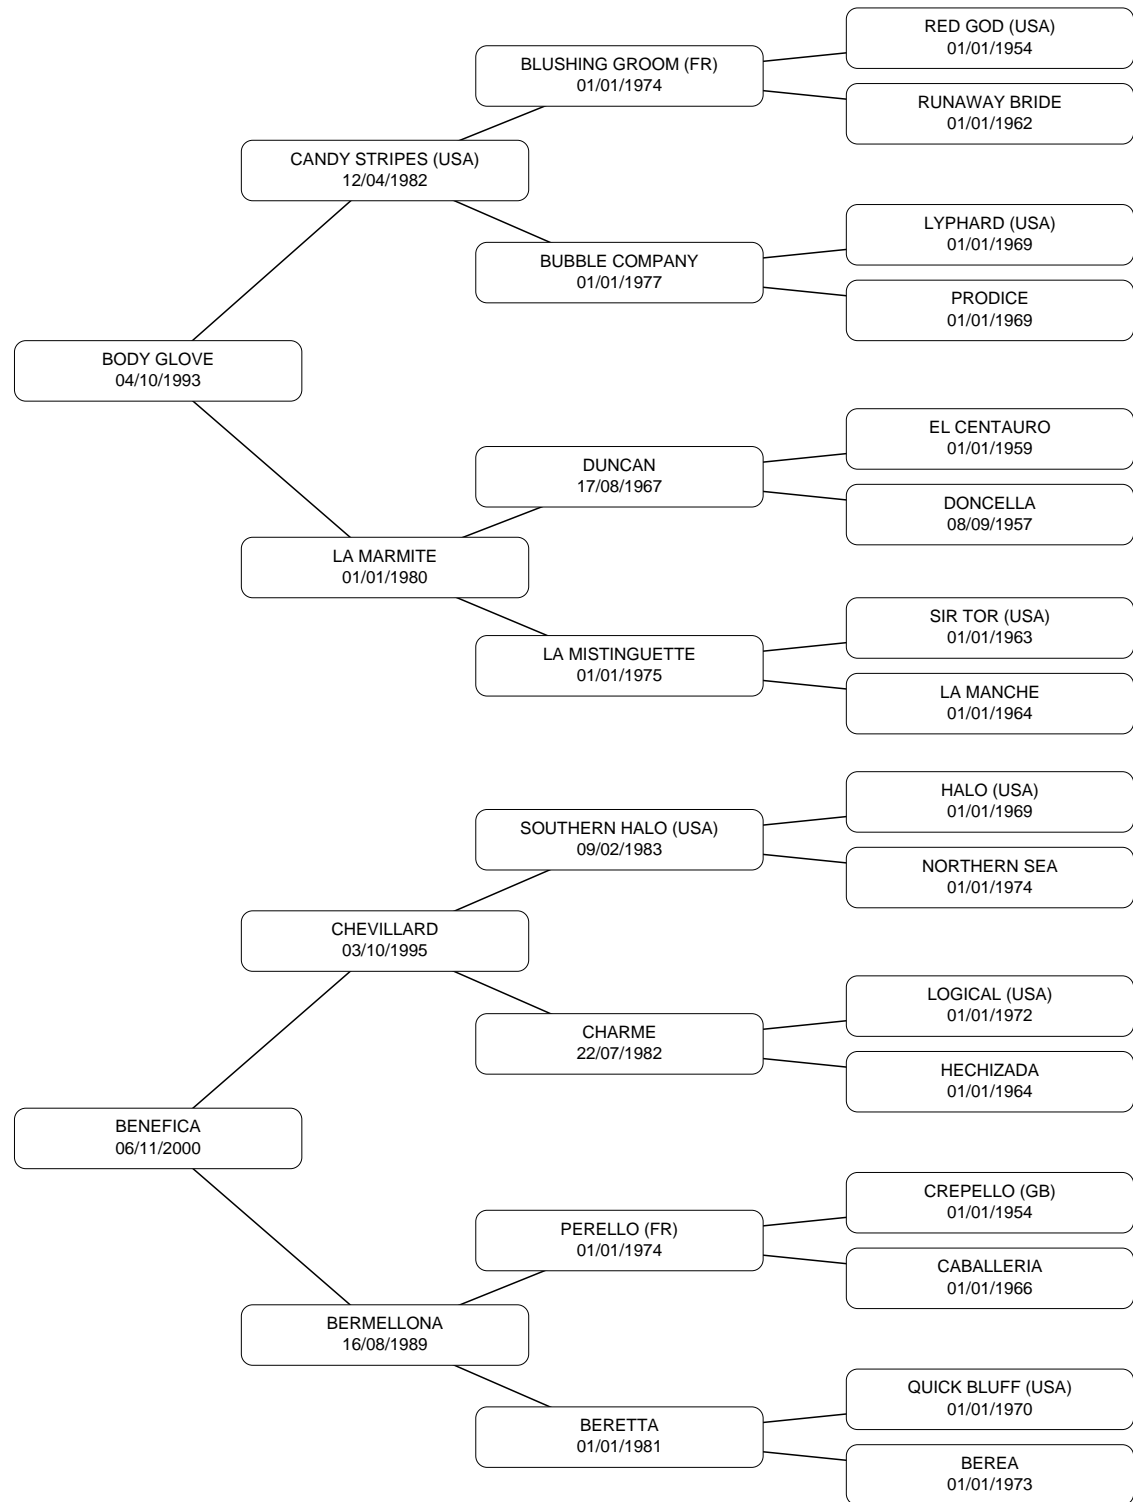 RED GOD (USA)
01/01/1954
BLUSHING GROOM (FR)
01/01/1974
RUNAWAY BRIDE
01/01/1962
CANDY STRIPES (USA)
12/04/1982
LYPHARD (USA)
01/01/1969
BUBBLE COMPANY
01/01/1977
PRODICE
01/01/1969
BODY GLOVE
04/10/1993
EL CENTAURO
01/01/1959
DUNCAN
17/08/1967
DONCELLA
08/09/1957
LA MARMITE
01/01/1980
SIR TOR (USA)
01/01/1963
LA MISTINGUETTE
01/01/1975
LA MANCHE
01/01/1964
HALO (USA)
01/01/1969
SOUTHERN HALO (USA)
09/02/1983
NORTHERN SEA
01/01/1974
CHEVILLARD
03/10/1995
LOGICAL (USA)
01/01/1972
CHARME
22/07/1982
HECHIZADA
01/01/1964
BENEFICA
06/11/2000
CREPELLO (GB)
01/01/1954
PERELLO (FR)
01/01/1974
CABALLERIA
01/01/1966
BERMELLONA
16/08/1989
QUICK BLUFF (USA)
01/01/1970
BERETTA
01/01/1981
BEREA
01/01/1973